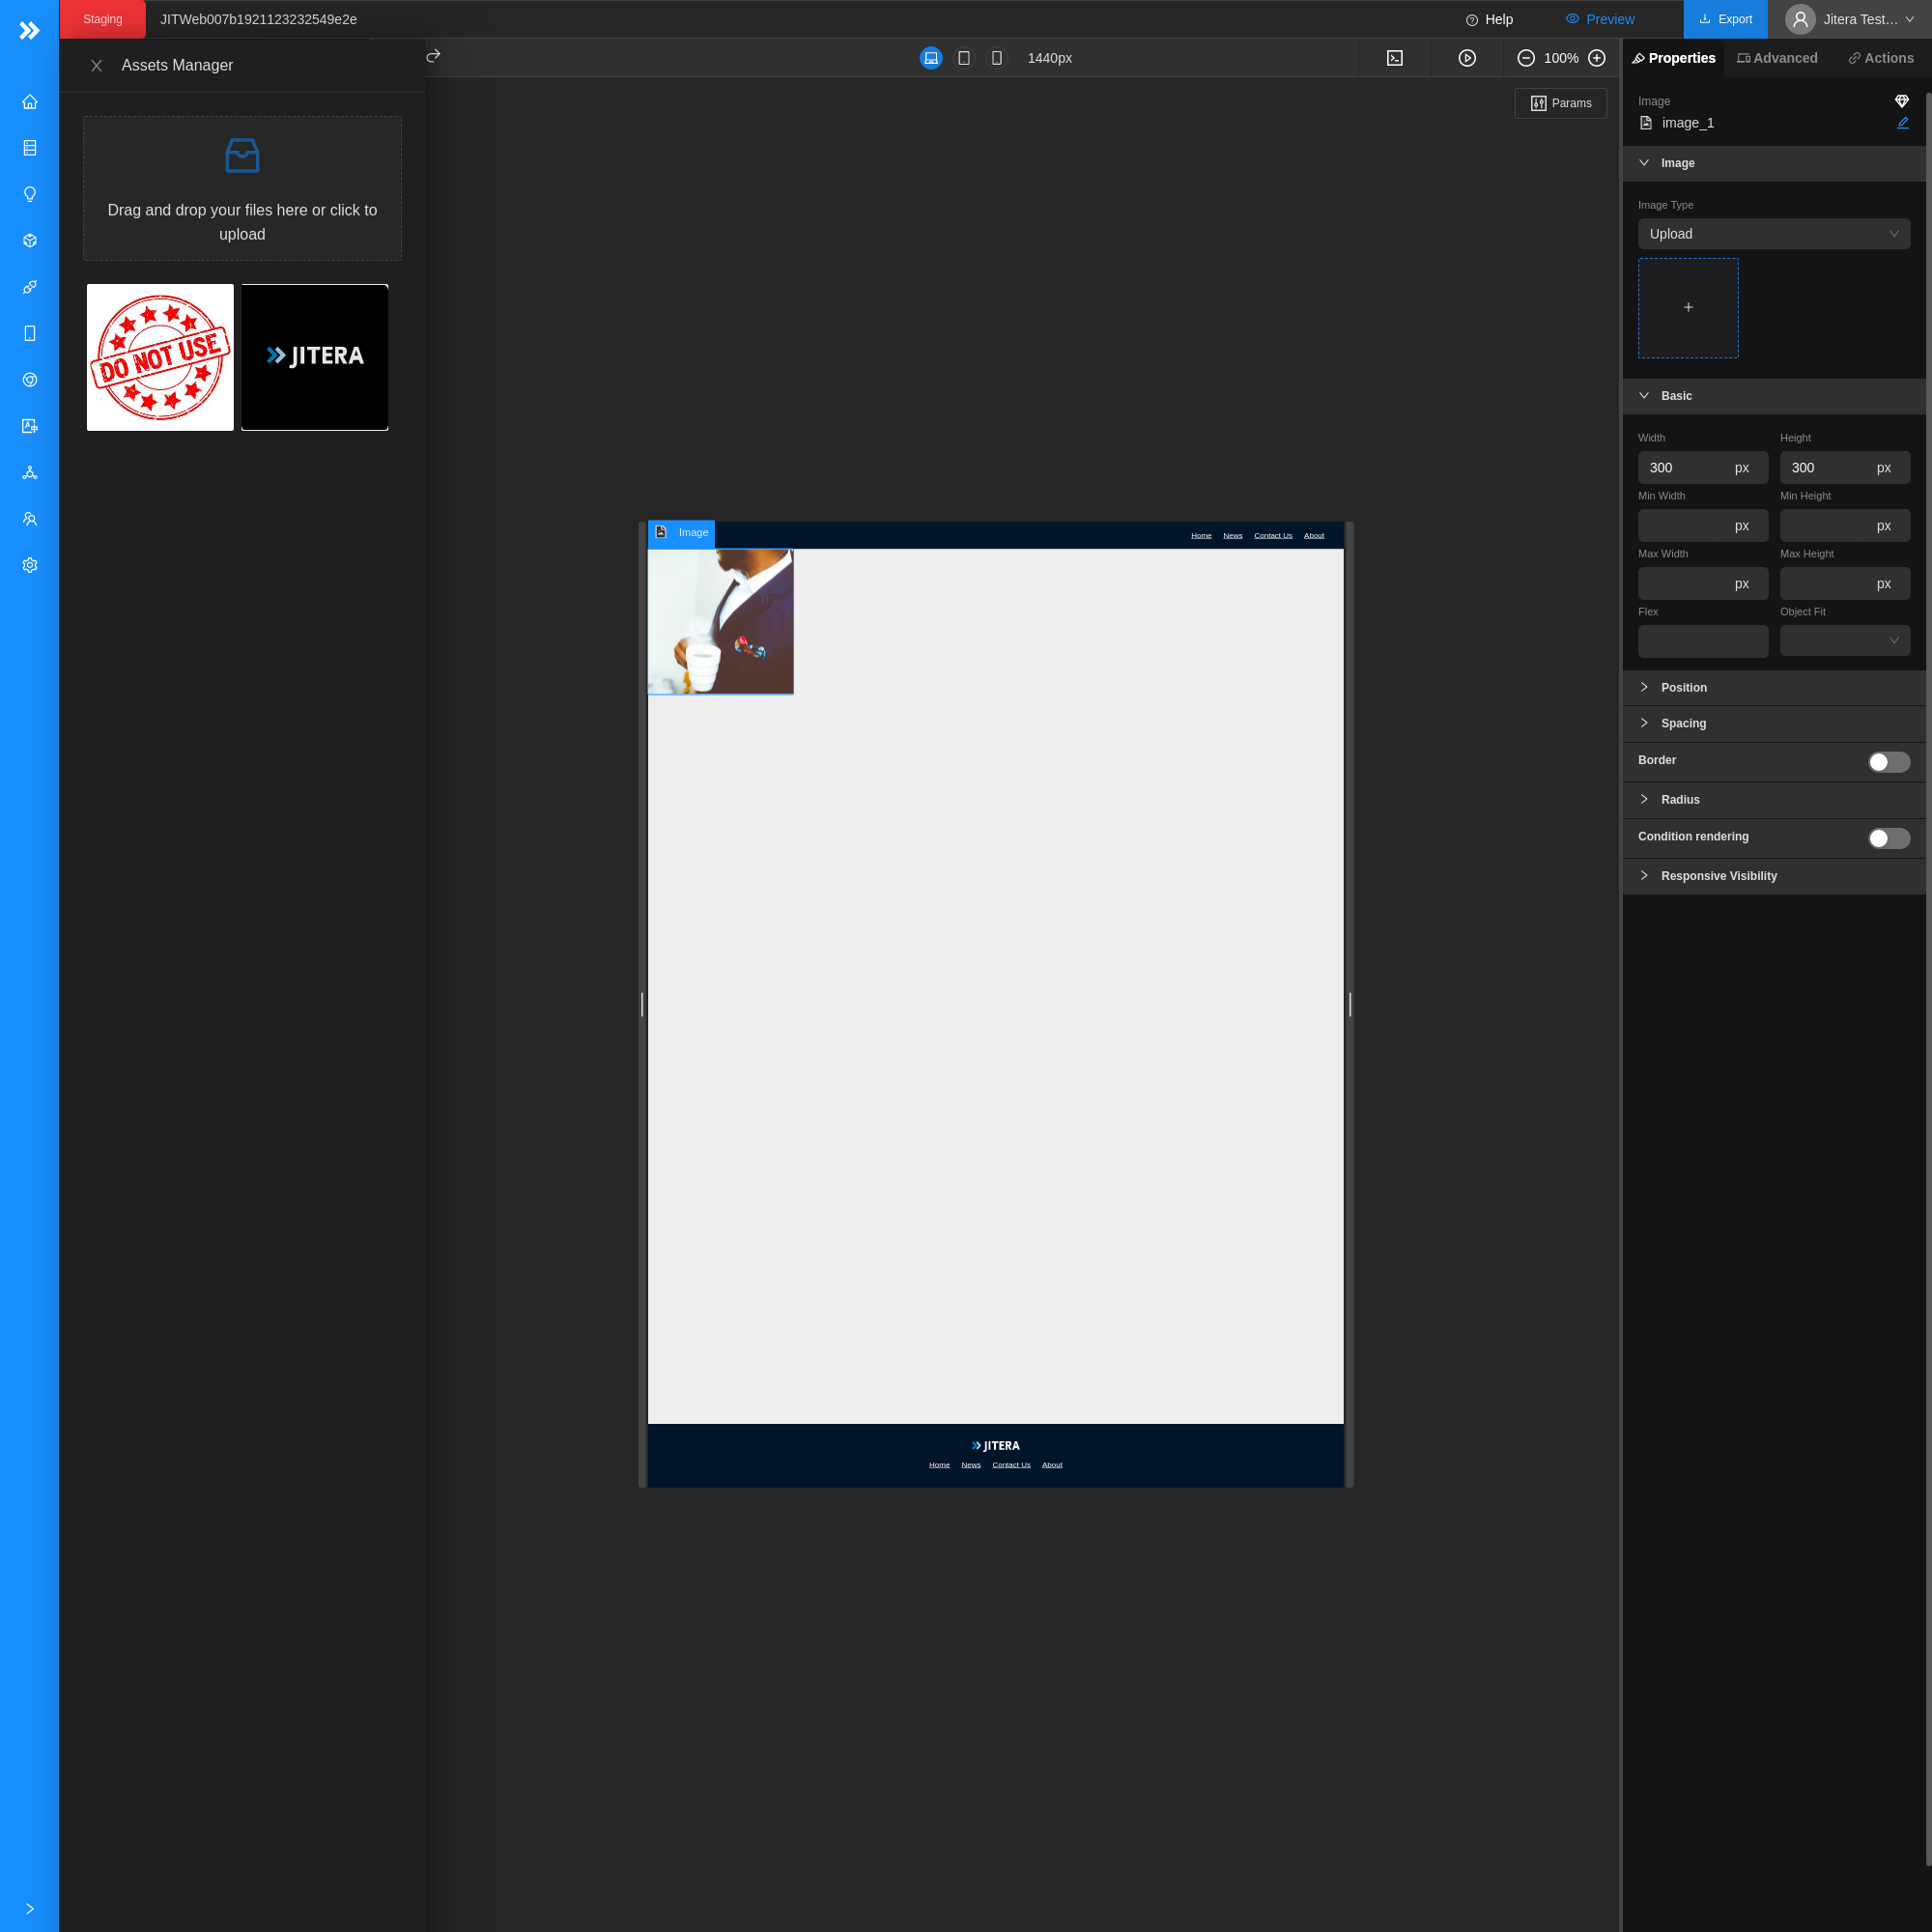 Staging
JITWeb007b1921123232549e2e
Help
Preview
Export
Jitera Test…
Assets Manager
1440px
100%
Properties
Advanced
Actions
Params
Drag and drop your files here or click to
upload
DO NOT USE
JITERA
Image
image_1
Image
Image Type
Upload
Basic
Width
Height
300 px
300 px
Min Width
Min Height
px
px
Max Width
Max Height
px
px
Flex
Object Fit
Position
Spacing
Border
Radius
Condition rendering
Responsive Visibility
Image
Home
News
Contact Us
About
JITERA
Home
News
Contact Us
About